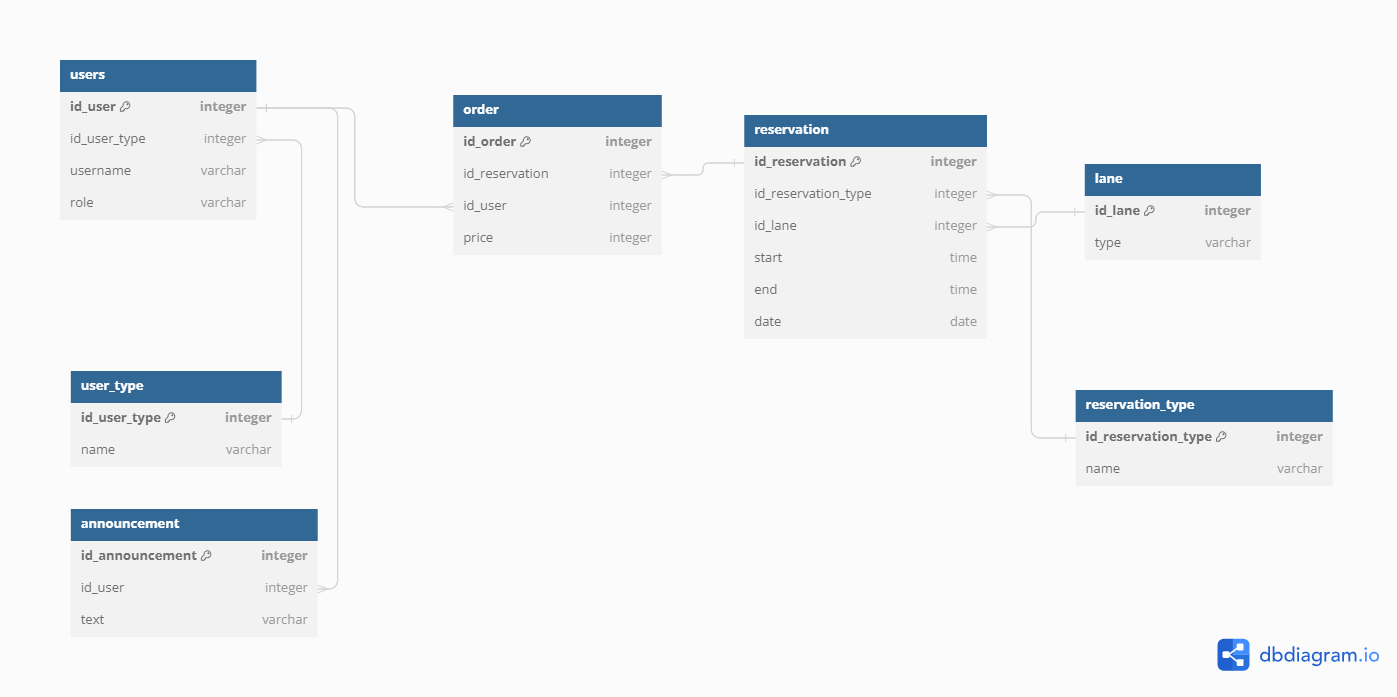 users
id_user integer
id_user_type integer
username varchar
role varchar
order
id_order integer
id_reservation integer
id_user integer
price integer
reservation
id_reservation integer
id_reservation_type integer
id_lane integer
start time
end time
date date
lane
id_lane integer
type varchar
user_type
id_user_type integer
name varchar
reservation_type
id_reservation_type integer
name varchar
announcement
id_announcement integer
id_user integer
text varchar
dbdiagram.io